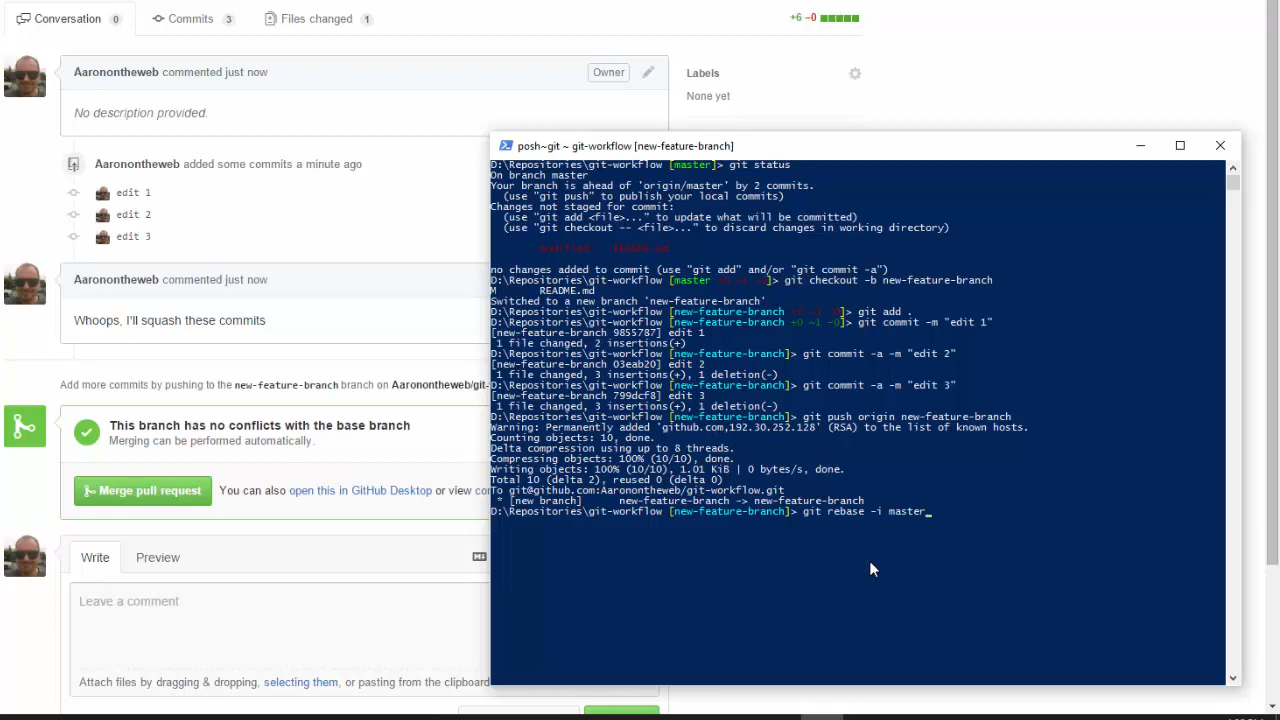 Conversation 0
Commits 3
Files changed 1
+6 −0
Aaronontheweb commented just now
Owner
No description provided.
Labels
None yet
Aaronontheweb added some commits a minute ago
edit 1
edit 2
edit 3
Aaronontheweb commented just now
Whoops, I'll squash these commits
Add more commits by pushing to the new-feature-branch branch on Aaronontheweb/git-
This branch has no conflicts with the base branch
Merging can be performed automatically.
Merge pull request
You can also open this in GitHub Desktop or view
Write
Preview
Leave a comment
Attach files by dragging & dropping, selecting them, or pasting from the clipboard
posh~git ~ git-workflow [new-feature-branch]
D:\Repositories\git-workflow [master]> git status
On branch master
Your branch is ahead of 'origin/master' by 2 commits.
(use "git push" to publish your local commits)
Changes not staged for commit:
(use "git add <file>..." to update what will be committed)
(use "git checkout -- <file>..." to discard changes in working directory)
modified: README.md
no changes added to commit (use "git add" and/or "git commit -a")
D:\Repositories\git-workflow [master +0 ~1 -0]> git checkout -b new-feature-branch
M README.md
Switched to a new branch 'new-feature-branch'
D:\Repositories\git-workflow [new-feature-branch +0 ~1 -0]> git add .
D:\Repositories\git-workflow [new-feature-branch +0 ~1 -0]> git commit -m "edit 1"
[new-feature-branch 9855787] edit 1
1 file changed, 2 insertions(+)
D:\Repositories\git-workflow [new-feature-branch]> git commit -a -m "edit 2"
[new-feature-branch 03eab20] edit 2
1 file changed, 3 insertions(+), 1 deletion(-)
D:\Repositories\git-workflow [new-feature-branch]> git commit -a -m "edit 3"
[new-feature-branch 799dcf8] edit 3
1 file changed, 3 insertions(+), 1 deletion(-)
D:\Repositories\git-workflow [new-feature-branch]> git push origin new-feature-branch
Warning: Permanently added 'github.com,192.30.252.128' (RSA) to the list of known hosts.
Counting objects: 10, done.
Delta compression using up to 8 threads.
Compressing objects: 100% (10/10), done.
Writing objects: 100% (10/10), 1.01 KiB | 0 bytes/s, done.
Total 10 (delta 2), reused 0 (delta 0)
To git@github.com:Aaronontheweb/git-workflow.git
* [new branch] new-feature-branch -> new-feature-branch
D:\Repositories\git-workflow [new-feature-branch]> git rebase -i master_